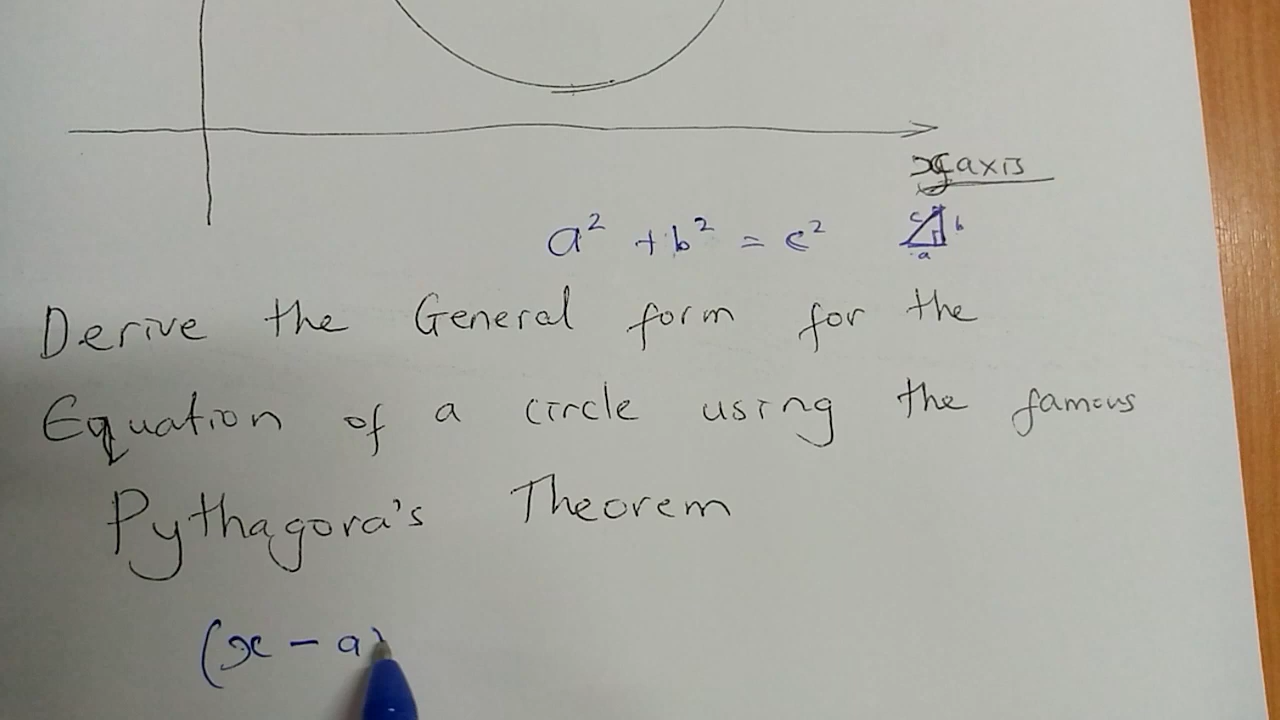 x axis
a² + b² = c²
c b
a
Derive the General form for the
Equation of a circle using the famous
Pythagora's Theorem
(x - a)